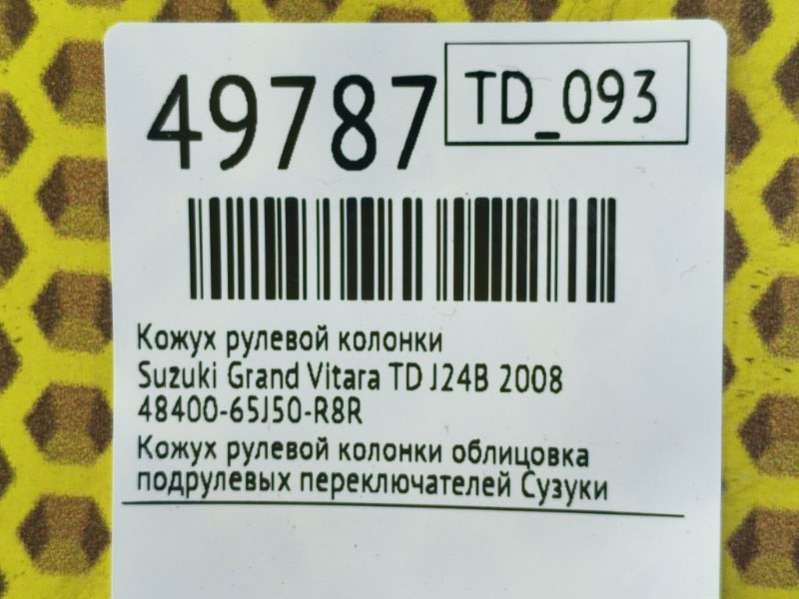 49787
TD_093
Кожух рулевой колонки
Suzuki Grand Vitara TD J24B 2008
48400-65J50-R8R
Кожух рулевой колонки облицовка
подрулевых переключателей Сузуки